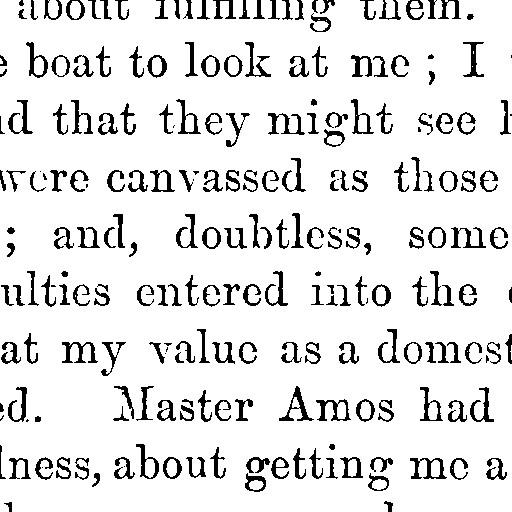 about fulfilling them.
boat to look at me ; I
that they might see
were canvassed as those
; and, doubtless, some
ulties entered into the
at my value as a domest
ed. Master Amos had
lness, about getting me a